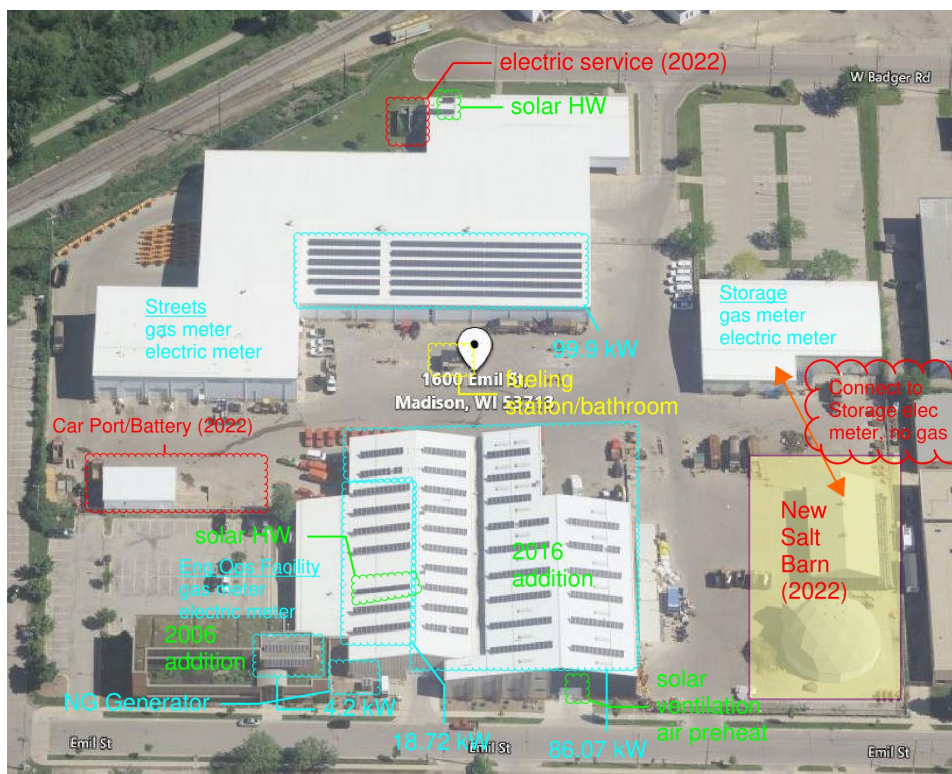 electric service (2022)
W Badger Rd
solar HW
Streets
gas meter
electric meter
Storage
gas meter
electric meter
99.9 kW
1600 Emil St,
Madison, WI 53713
fueling
station/bathroom
Connect to
Storage elec
meter, no gas
Car Port/Battery (2022)
New
Salt
Barn
(2022)
solar HW
Eng Ops Facility
gas meter
electric meter
2016
addition
2006
addition
NG Generator
4.2 kW
18.72 kW
86.07 kW
solar
ventilation
air preheat
Emil St
Emil St
Emil St